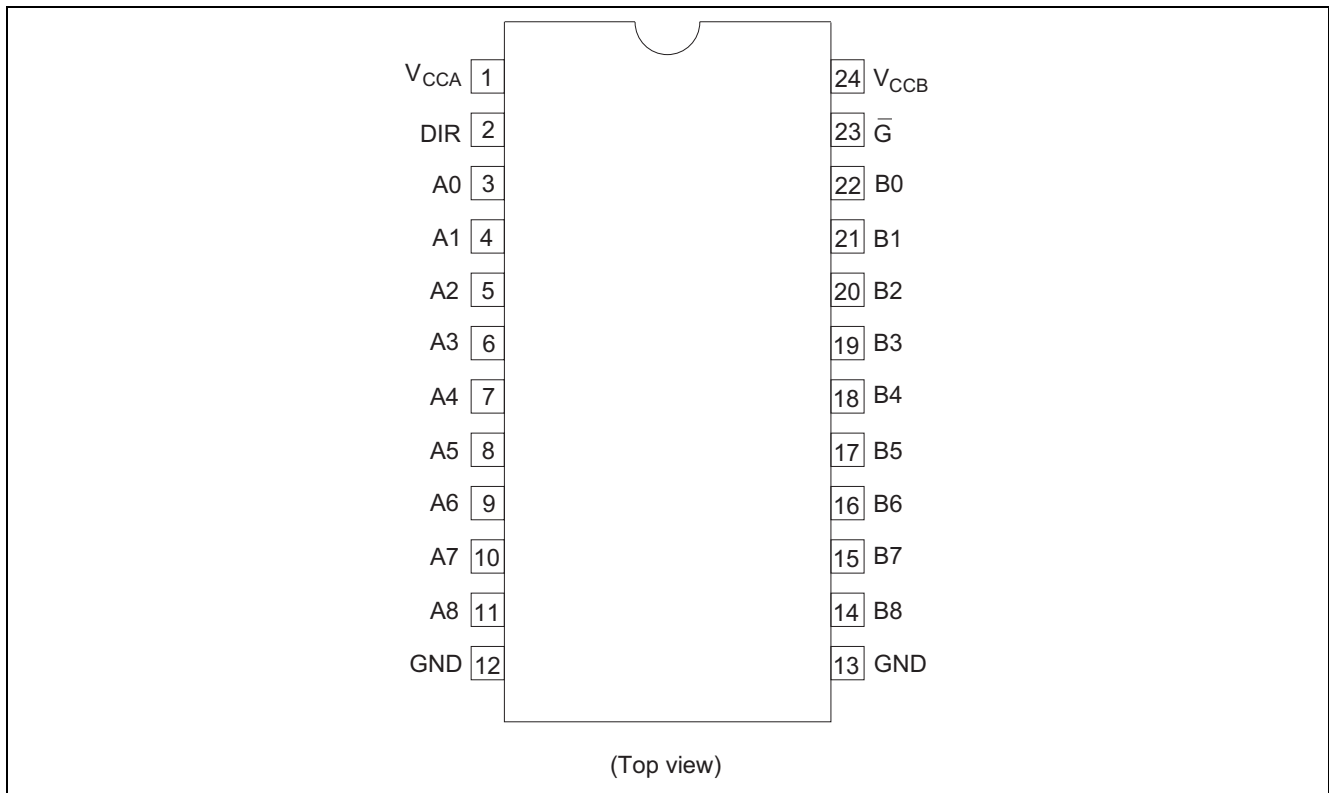 VCCA 1 24 VCCB
DIR 2 23 G̅
A0 3 22 B0
A1 4 21 B1
A2 5 20 B2
A3 6 19 B3
A4 7 18 B4
A5 8 17 B5
A6 9 16 B6
A7 10 15 B7
A8 11 14 B8
GND 12 13 GND
(Top view)